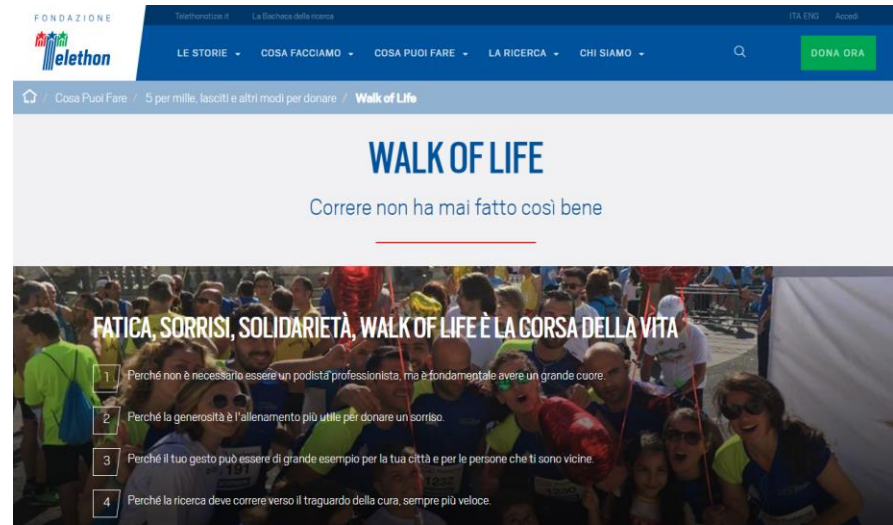 FONDAZIONE
Telethon
Telethonotizie.it La Bacheca della ricerca
ITA ENG Accedi
LE STORIE COSA FACCIAMO COSA PUOI FARE LA RICERCA CHI SIAMO
DONA ORA
/ Cosa Puoi Fare / 5 per mille, lasciti e altri modi per donare / Walk of Life
WALK OF LIFE
Correre non ha mai fatto così bene
FATICA, SORRISI, SOLIDARIETÀ, WALK OF LIFE È LA CORSA DELLA VITA
1 Perché non è necessario essere un podista professionista, ma è fondamentale avere un grande cuore.
2 Perché la generosità è l'allenamento più utile per donare un sorriso.
3 Perché il tuo gesto può essere di grande esempio per la tua città e per le persone che ti sono vicine.
4 Perché la ricerca deve correre verso il traguardo della cura, sempre più veloce.
191
1232
1230